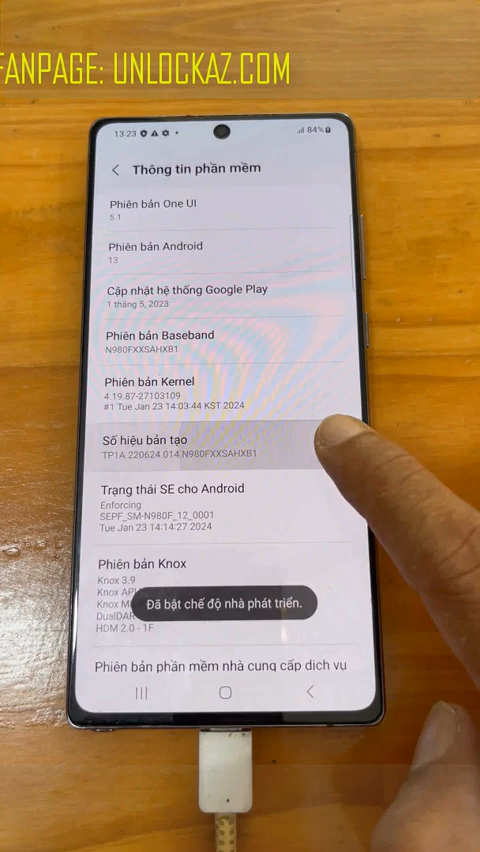 FANPAGE: UNLOCKAZ.COM
13:23
84%
Thông tin phần mềm
Phiên bản One UI
5.1
Phiên bản Android
13
Cập nhật hệ thống Google Play
1 tháng 5, 2023
Phiên bản Baseband
N980FXXSAHXB1
Phiên bản Kernel
4.19.87-27103109
#1 Tue Jan 23 14:03:44 KST 2024
Số hiệu bản tạo
TP1A.220624.014.N980FXXSAHXB1
Trạng thái SE cho Android
Enforcing
SEPF_SM-N980F_12_0001
Tue Jan 23 14:14:27 2024
Phiên bản Knox
Knox 3.9
Knox API
Knox M
DualDAR
HDM 2.0 - 1F
Đã bật chế độ nhà phát triển.
Phiên bản phần mềm nhà cung cấp dịch vụ